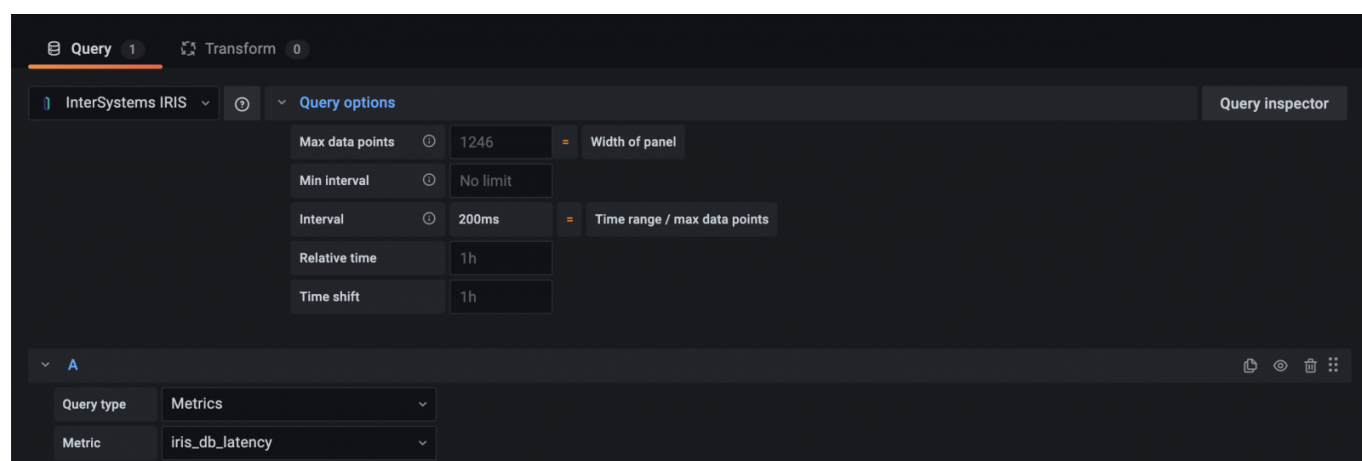 Query 1 Transform 0
InterSystems IRIS Query options Query inspector
Max data points 1246 = Width of panel
Min interval No limit
Interval 200ms = Time range / max data points
Relative time 1h
Time shift 1h
A
Query type Metrics
Metric iris_db_latency